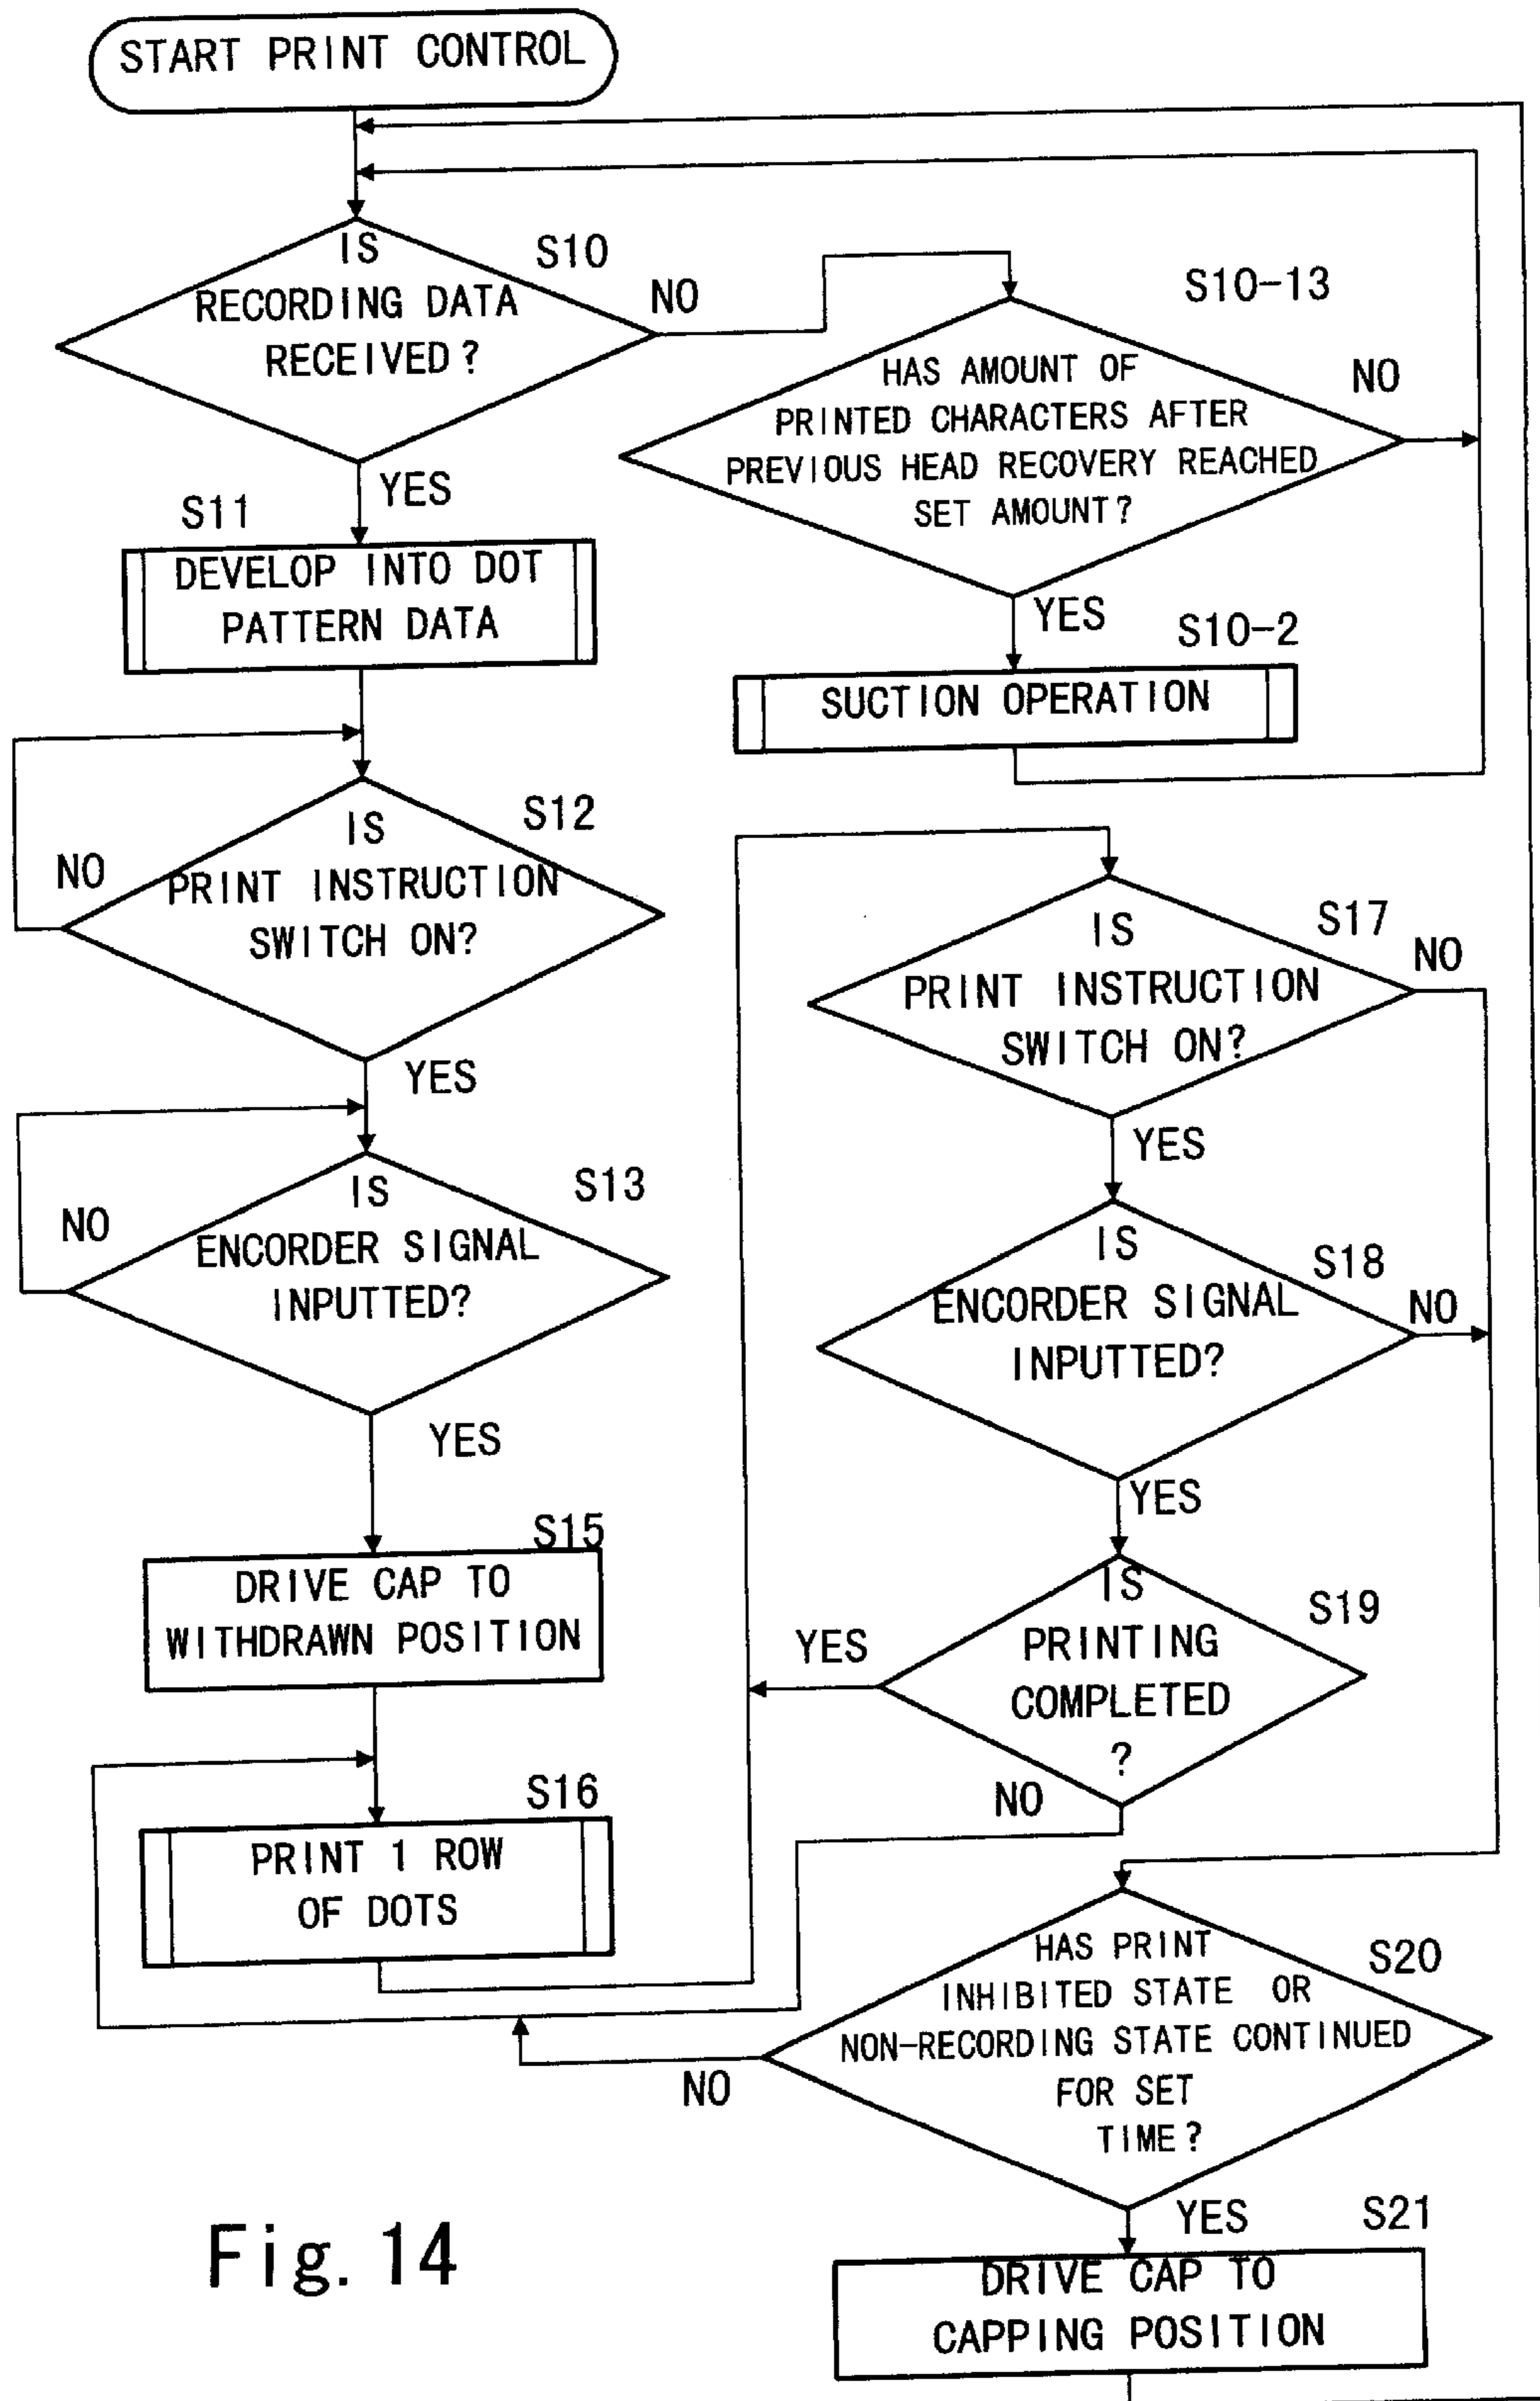 START PRINT CONTROL
IS
RECORDING DATA
RECEIVED?
S10
NO
YES
S10-13
HAS AMOUNT OF
PRINTED CHARACTERS AFTER
PREVIOUS HEAD RECOVERY REACHED
SET AMOUNT?
NO
YES
S10-2
SUCTION OPERATION
S11
DEVELOP INTO DOT
PATTERN DATA
S12
IS
PRINT INSTRUCTION
SWITCH ON?
NO
YES
S13
IS
ENCORDER SIGNAL
INPUTTED?
NO
YES
S15
DRIVE CAP TO
WITHDRAWN POSITION
S16
PRINT 1 ROW
OF DOTS
S17
IS
PRINT INSTRUCTION
SWITCH ON?
NO
YES
S18
IS
ENCORDER SIGNAL
INPUTTED?
NO
YES
S19
IS
PRINTING
COMPLETED
?
YES
NO
S20
HAS PRINT
INHIBITED STATE OR
NON-RECORDING STATE CONTINUED
FOR SET
TIME?
NO
YES
S21
DRIVE CAP TO
CAPPING POSITION
Fig. 14